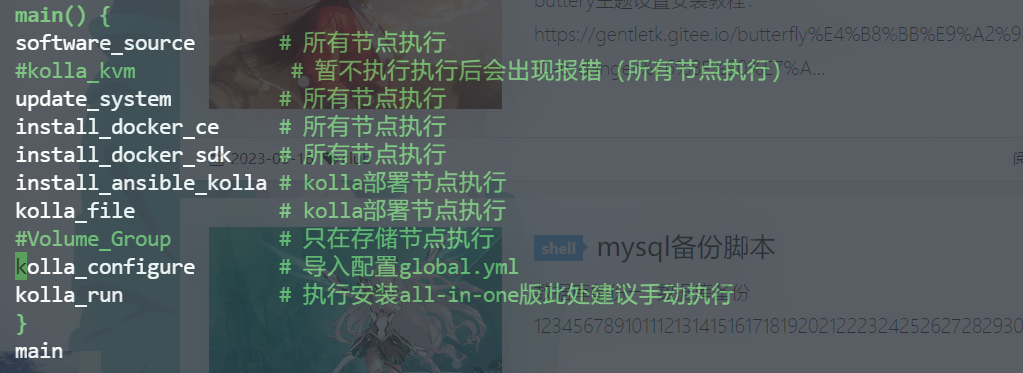 main() {
software_source       # 所有节点执行
#kolla_kvm             # 暂不执行执行后会出现报错（所有节点执行）
update_system         # 所有节点执行
install_docker_ce     # 所有节点执行
install_docker_sdk    # 所有节点执行
install_ansible_kolla # kolla部署节点执行
kolla_file            # kolla部署节点执行
#Volume_Group         # 只在存储节点执行
kolla_configure       # 导入配置global.yml
kolla_run             # 执行安装all-in-one版此处建议手动执行
}
main
buttery主题设置安装教程：
https://gentletk.gitee.io/butterfly%E4%B8%BB%E9%A2%9
shell mysql备份脚本
123456789101112131415161718192021222324252627282930